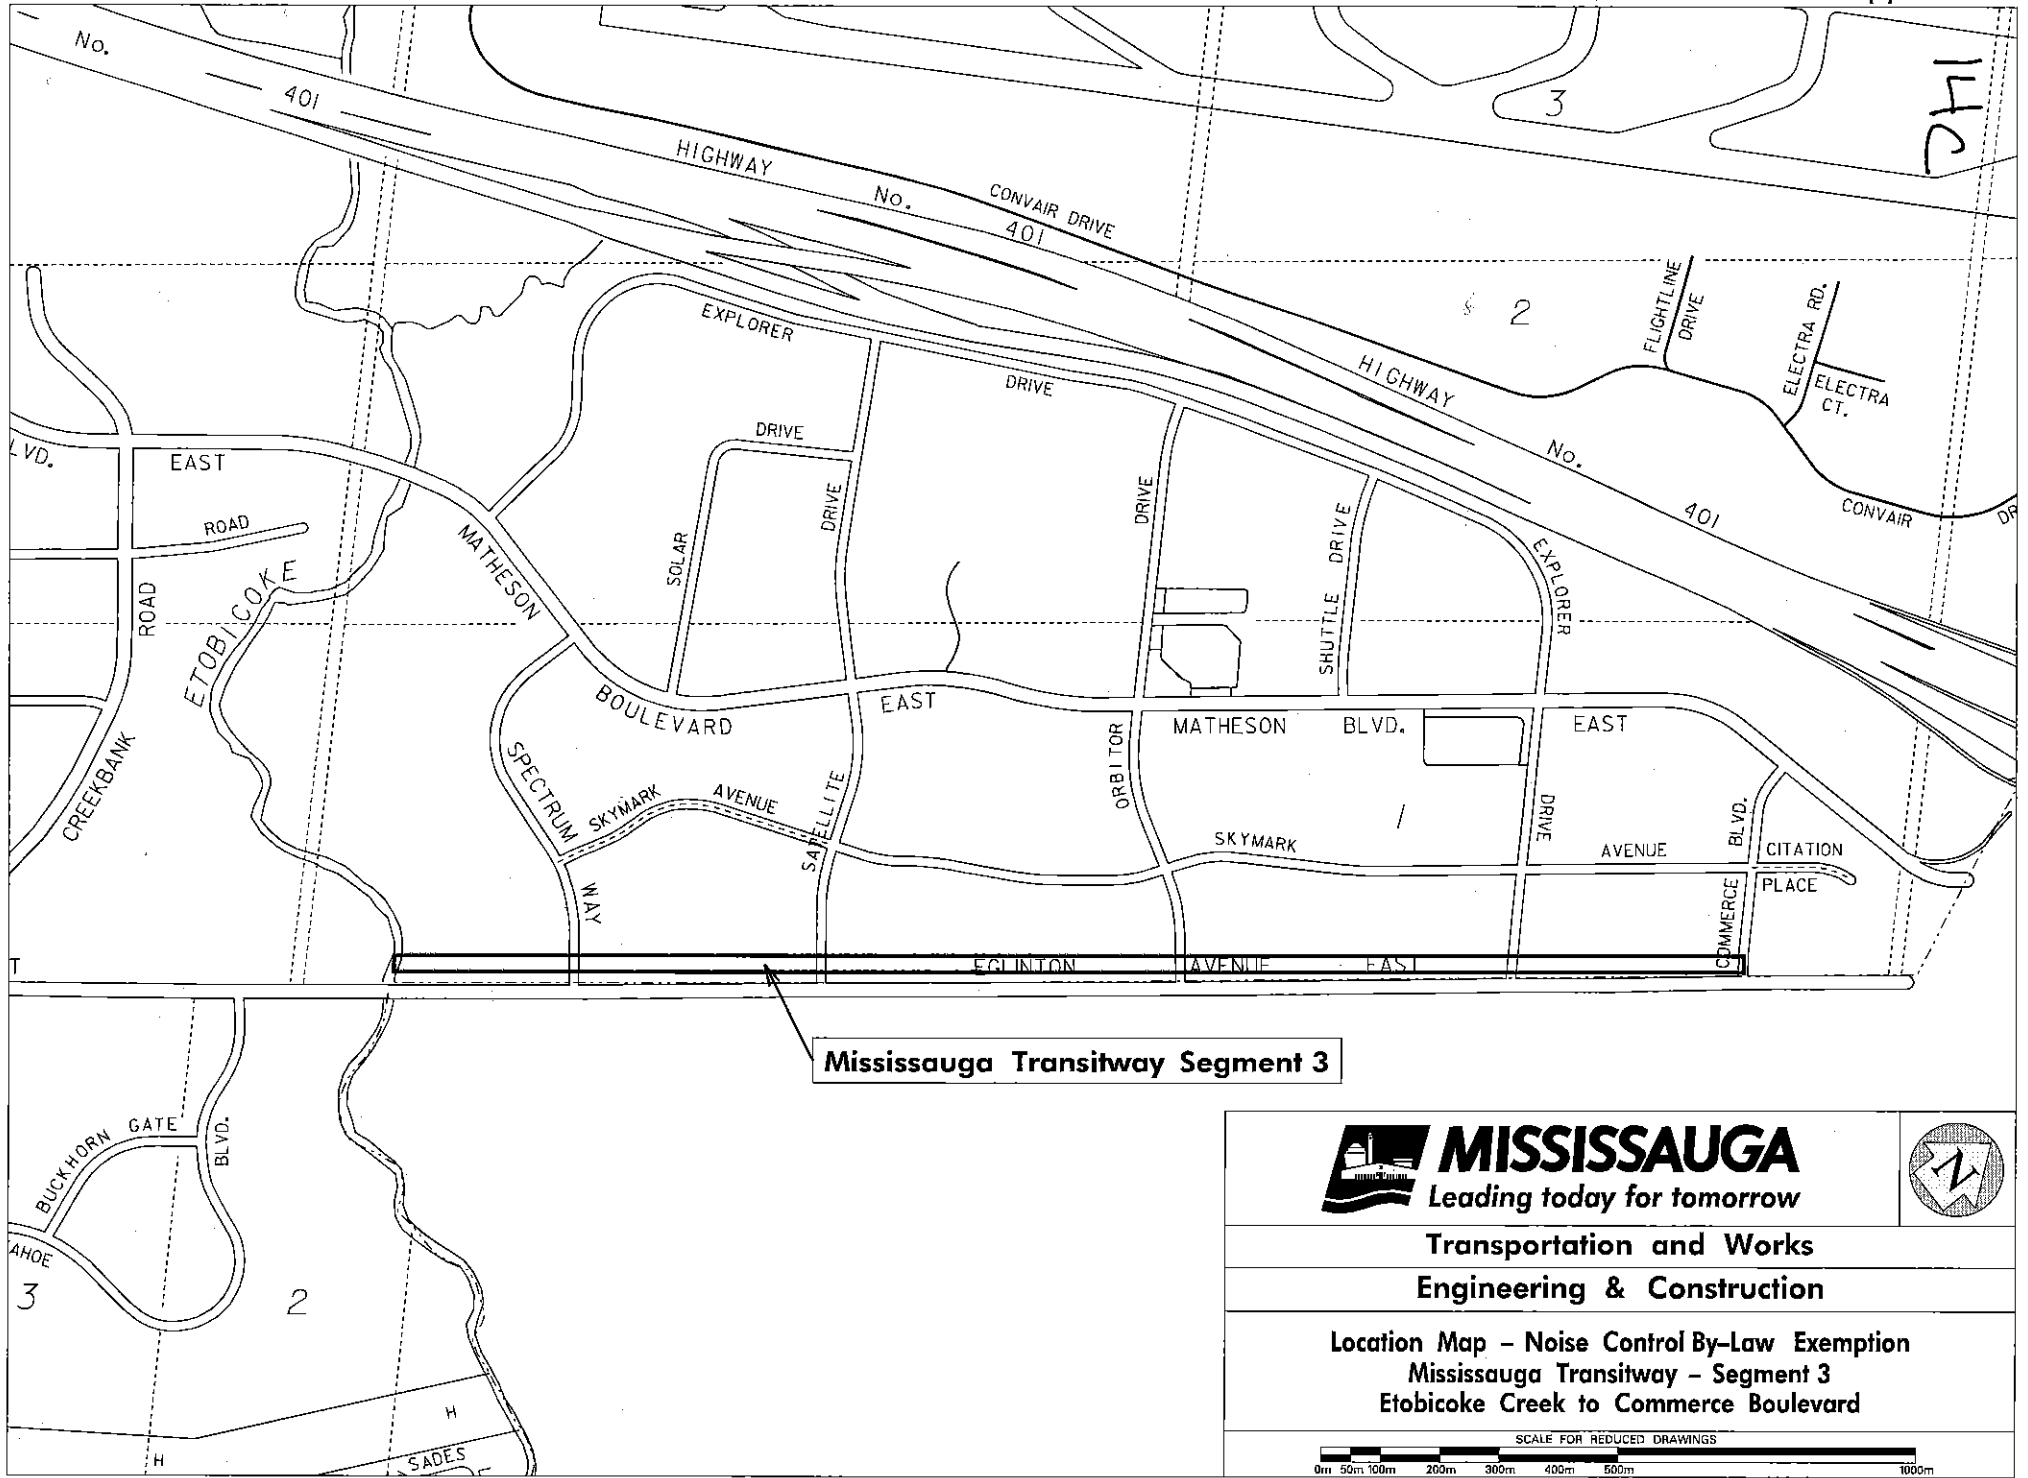 14c
No.
401
HIGHWAY
No.
401
CONVAIR DRIVE
3
2
FLIGHTLINE
DRIVE
ELECTRA RD.
ELECTRA
CT.
HIGHWAY
No.
401
CONVAIR
DR
EXPLORER
DRIVE
LVD.
EAST
ROAD
ROAD
ETOBICOKE
CREEKBANK
MATHESON
BOULEVARD
EAST
SOLAR
DRIVE
DRIVE
SATELLITE
DRIVE
ORBITOR
SHUTTLE DRIVE
EXPLORER
DRIVE
MATHESON BLVD. EAST
SPECTRUM
WAY
SKYMARK AVENUE
SKYMARK AVENUE
1
BLVD.
COMMERCE
CITATION
PLACE
T
EGLINTON AVENUE EAST
Mississauga Transitway Segment 3
BUCKHORN GATE
BLVD.
AHOE
3
2
H
H
SADES
MISSISSAUGA
Leading today for tomorrow
N
Transportation and Works
Engineering & Construction
Location Map – Noise Control By-Law Exemption
Mississauga Transitway – Segment 3
Etobicoke Creek to Commerce Boulevard
SCALE FOR REDUCED DRAWINGS
0m 50m 100m 200m 300m 400m 500m 1000m